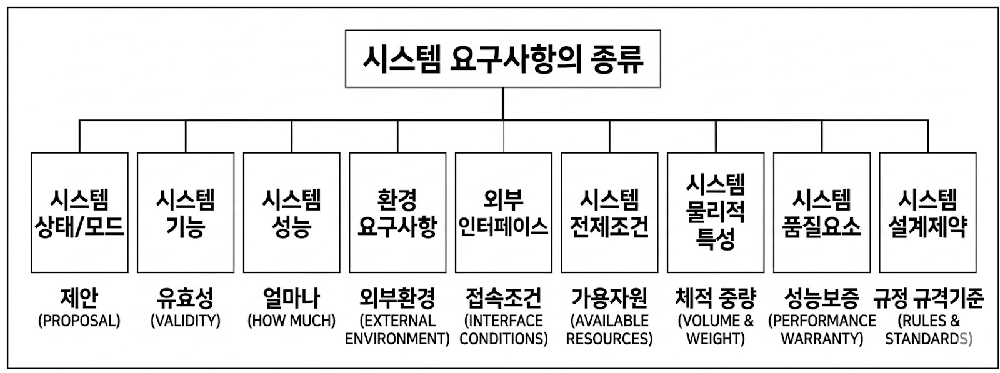 시스템 요구사항의 종류
시스템
상태/모드
시스템
기능
시스템
성능
환경
요구사항
외부
인터페이스
시스템
전제조건
시스템
물리적
특성
시스템
품질요소
시스템
설계제약
제안
(PROPOSAL)
유효성
(VALIDITY)
얼마나
(HOW MUCH)
외부환경
(EXTERNAL
ENVIRONMENT)
접속조건
(INTERFACE
CONDITIONS)
가용자원
(AVAILABLE
RESOURCES)
체적 중량
(VOLUME &
WEIGHT)
성능보증
(PERFORMANCE
WARRANTY)
규정 규격기준
(RULES &
STANDARDS)